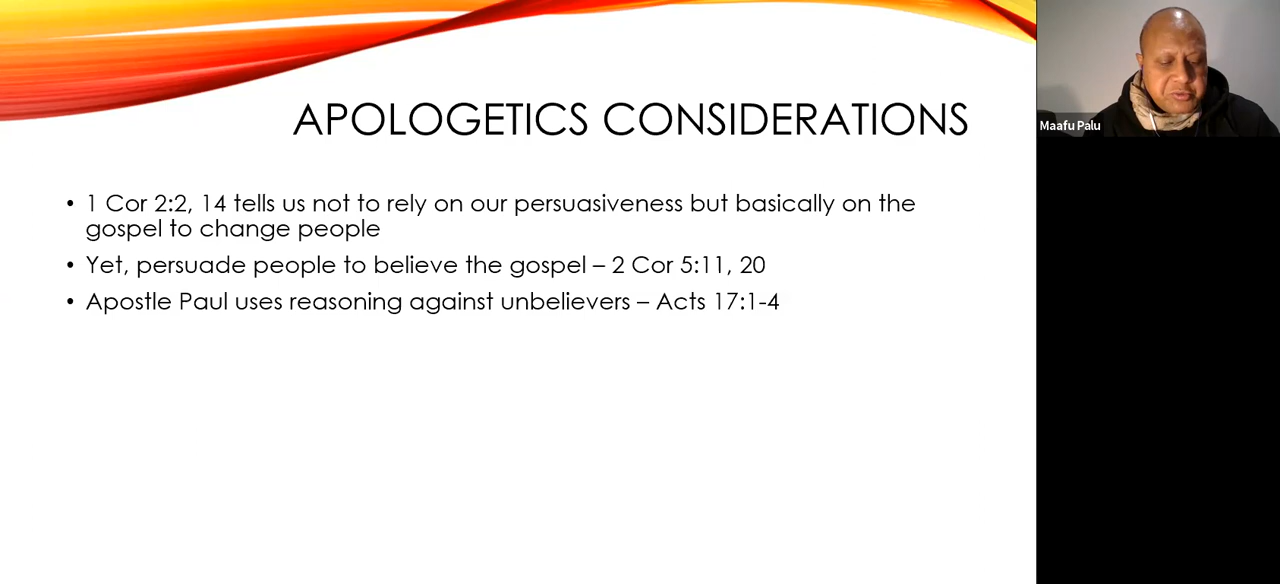 APOLOGETICS CONSIDERATIONS
• 1 Cor 2:2, 14 tells us not to rely on our persuasiveness but basically on the
gospel to change people
• Yet, persuade people to believe the gospel – 2 Cor 5:11, 20
• Apostle Paul uses reasoning against unbelievers – Acts 17:1-4
Maafu Palu